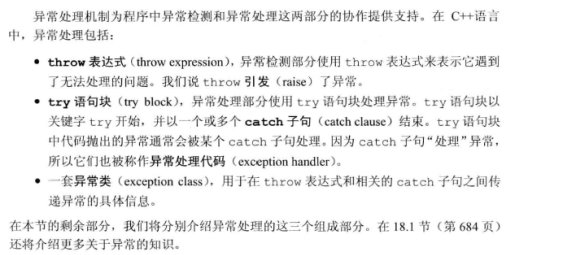 异常处理机制为程序中异常检测和异常处理这两部分的协作提供支持。在 C++语言
中，异常处理包括：
• throw 表达式（throw expression），异常检测部分使用 throw 表达式来表示它遇到
了无法处理的问题。我们说 throw 引发（raise）了异常。
• try 语句块（try block），异常处理部分使用 try 语句块处理异常。try 语句块以
关键字 try 开始，并以一个或多个 catch 子句（catch clause）结束。try 语句块
中代码抛出的异常通常会被某个 catch 子句处理。因为 catch 子句“处理”异常，
所以它们也被称作异常处理代码（exception handler）。
• 一套异常类（exception class），用于在 throw 表达式和相关的 catch 子句之间传
递异常的具体信息。
在本节的剩余部分，我们将分别介绍异常处理的这三个组成部分。在 18.1 节（第 684 页）
还将介绍更多关于异常的知识。